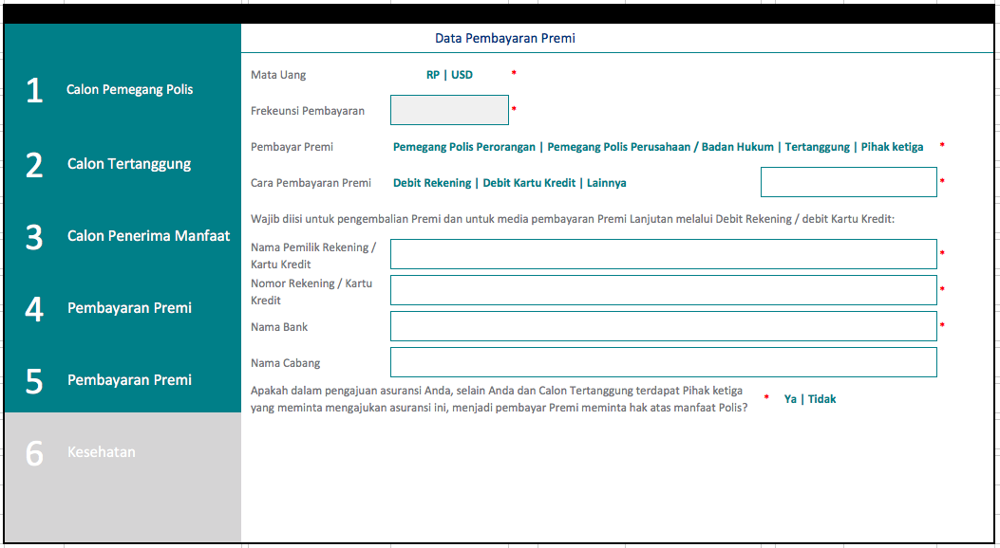 Data Pembayaran Premi
1 Calon Pemegang Polis
2 Calon Tertanggung
3 Calon Penerima Manfaat
4 Pembayaran Premi
5 Pembayaran Premi
6 Kesehatan
Mata Uang RP | USD *
Frekeunsi Pembayaran *
Pembayar Premi Pemegang Polis Perorangan | Pemegang Polis Perusahaan / Badan Hukum | Tertanggung | Pihak ketiga *
Cara Pembayaran Premi Debit Rekening | Debit Kartu Kredit | Lainnya *
Wajib diisi untuk pengembalian Premi dan untuk media pembayaran Premi Lanjutan melalui Debit Rekening / debit Kartu Kredit:
Nama Pemilik Rekening /
Kartu Kredit *
Nomor Rekening / Kartu
Kredit *
Nama Bank *
Nama Cabang
Apakah dalam pengajuan asuransi Anda, selain Anda dan Calon Tertanggung terdapat Pihak ketiga
yang meminta mengajukan asuransi ini, menjadi pembayar Premi meminta hak atas manfaat Polis? * Ya | Tidak